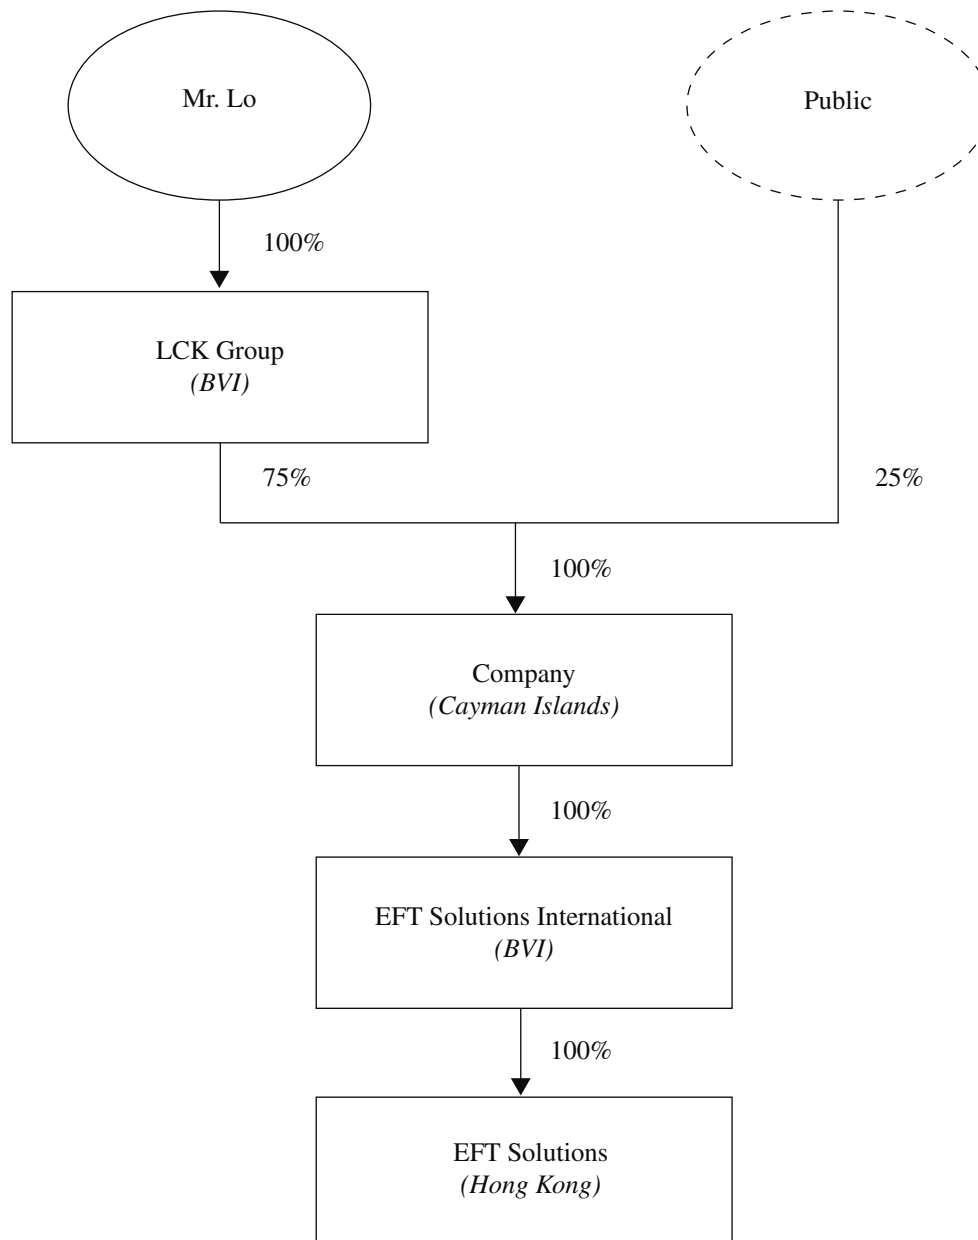 Mr. Lo
Public
100%
LCK Group
(BVI)
75%
25%
100%
Company
(Cayman Islands)
100%
EFT Solutions International
(BVI)
100%
EFT Solutions
(Hong Kong)